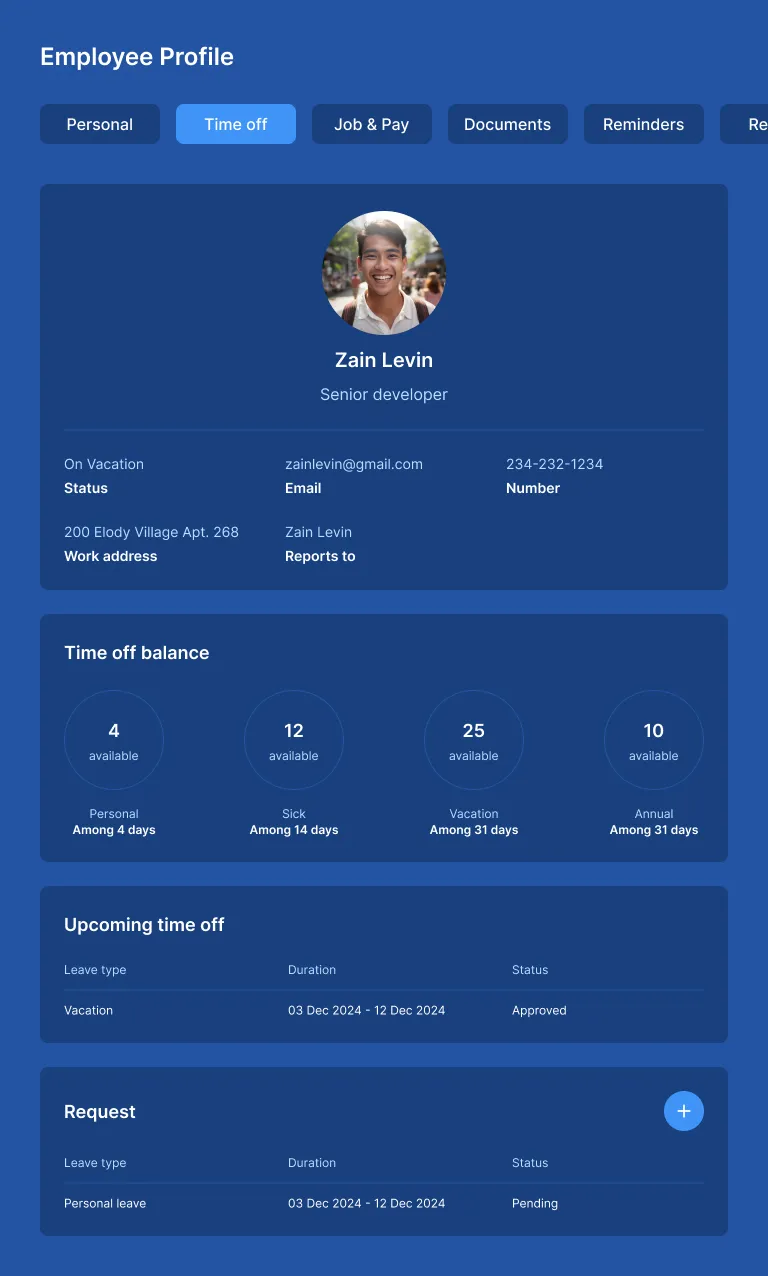 Employee Profile
Personal Time off Job & Pay Documents Reminders Re
Zain Levin
Senior developer
On Vacation zainlevin@gmail.com 234-232-1234
Status Email Number
200 Elody Village Apt. 268 Zain Levin
Work address Reports to
Time off balance
4 12 25 10
available available available available
Personal Sick Vacation Annual
Among 4 days Among 14 days Among 31 days Among 31 days
Upcoming time off
Leave type Duration Status
Vacation 03 Dec 2024 - 12 Dec 2024 Approved
Request +
Leave type Duration Status
Personal leave 03 Dec 2024 - 12 Dec 2024 Pending